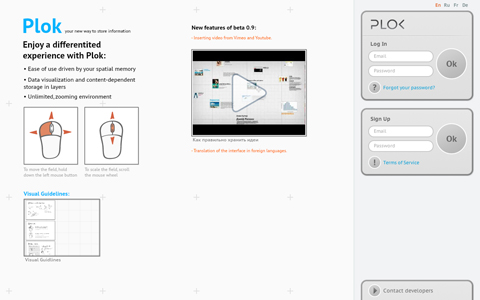 Plok your new way to store information
Enjoy a differentited
experience with Plok:
• Ease of use driven by your spatial memory
• Data visualization and content-dependent
storage in layers
• Unlimited, zooming environment
To move the field, hold
down the left mouse button
To scale the field, scroll
the mouse wheel
Visual Guidelines:
Visual Guidlines
New features of beta 0.9:
- Inserting video from Vimeo and Youtube.
Как правильно хранить идеи
- Translation of the interface in foreign languages.
En Ru Fr De
PLOK
Log In
Email
Password
Ok
? Forgot your password?
Sign Up
Email
Password
Ok
! Terms of Service
Contact developers